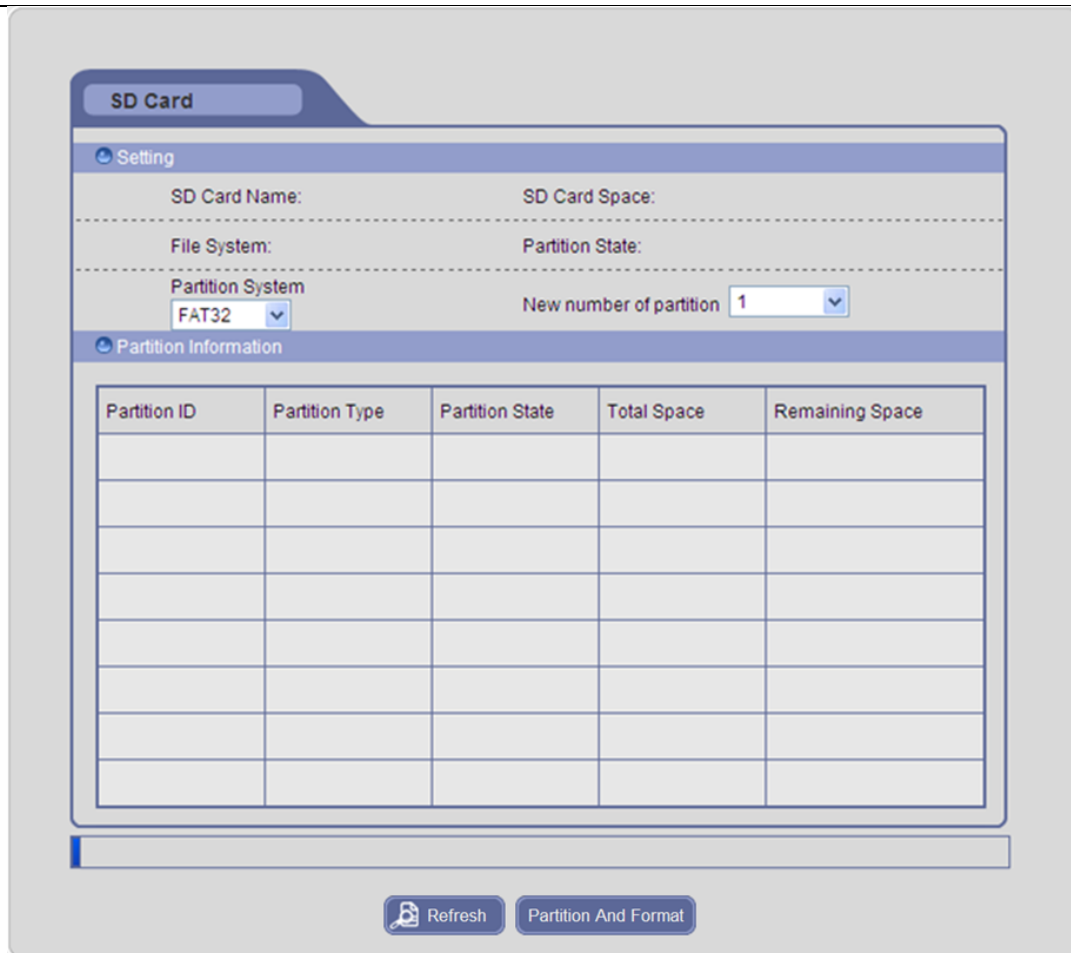 SD Card
Setting
SD Card Name: SD Card Space:
File System: Partition State:
Partition System
FAT32 New number of partition 1
Partition Information
Partition ID Partition Type Partition State Total Space Remaining Space
Refresh Partition And Format